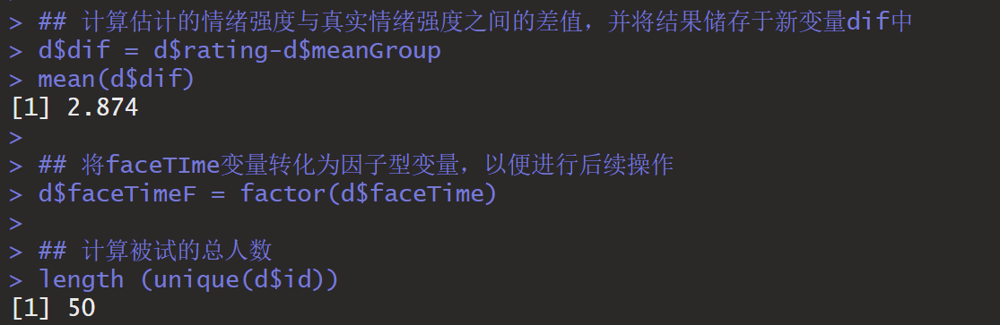 > ## 计算估计的情绪强度与真实情绪强度之间的差值，并将结果储存于新变量dif中
> d$dif = d$rating-d$meanGroup
> mean(d$dif)
[1] 2.874
>
> ## 将faceTIme变量转化为因子型变量，以便进行后续操作
> d$faceTimeF = factor(d$faceTime)
>
> ## 计算被试的总人数
> length (unique(d$id))
[1] 50